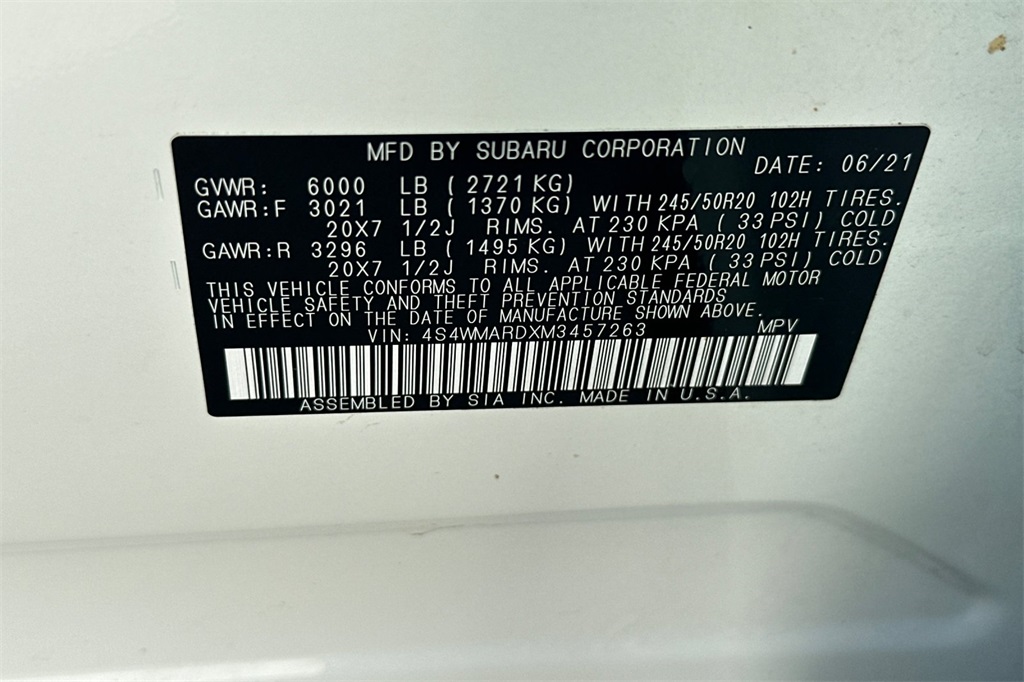 MFD BY SUBARU CORPORATION DATE: 06/21
GVWR: 6000 LB ( 2721 KG)
GAWR:F 3021 LB ( 1370 KG) WITH 245/50R20 102H TIRES.
20X7 1/2J RIMS. AT 230 KPA ( 33 PSI) COLD
GAWR:R 3296 LB ( 1495 KG) WITH 245/50R20 102H TIRES.
20X7 1/2J RIMS. AT 230 KPA ( 33 PSI) COLD
THIS VEHICLE CONFORMS TO ALL APPLICABLE FEDERAL MOTOR
VEHICLE SAFETY AND THEFT PREVENTION STANDARDS
IN EFFECT ON THE DATE OF MANUFACTURE SHOWN ABOVE.
VIN: 4S4WMARDXM3457263 MPV
ASSEMBLED BY SIA INC. MADE IN U.S.A.